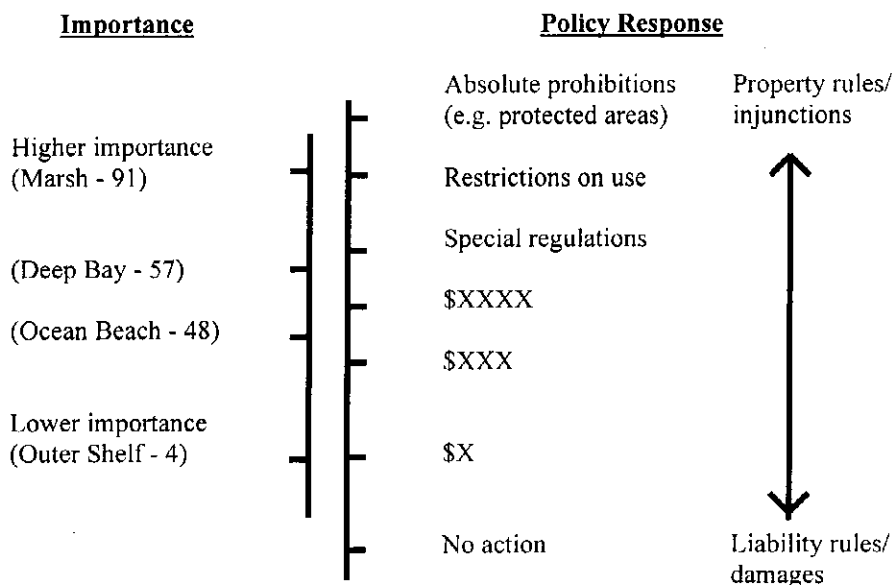 Importance
Policy Response
Absolute prohibitions
(e.g. protected areas)
Property rules/
injunctions
Higher importance
(Marsh - 91)
Restrictions on use
Special regulations
(Deep Bay - 57)
$XXXX
(Ocean Beach - 48)
$XXX
Lower importance
(Outer Shelf - 4)
$X
No action
Liability rules/
damages